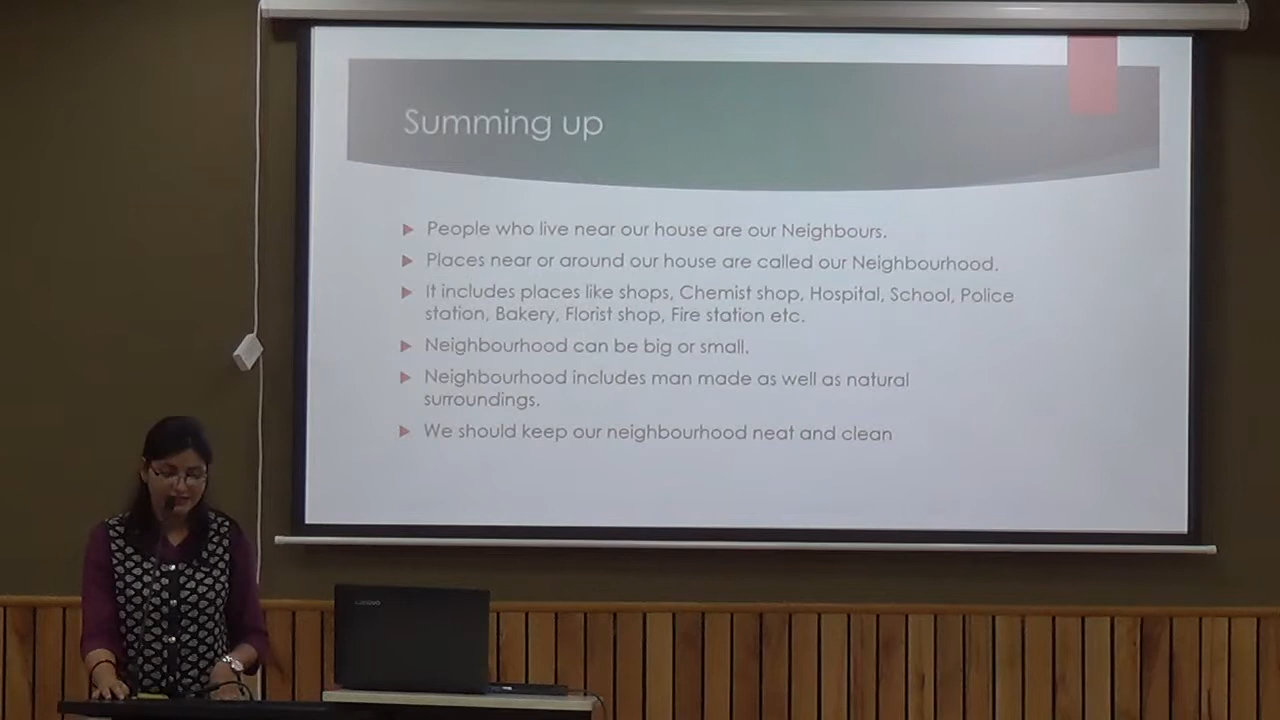 Summing up
People who live near our house are our Neighbours.
Places near or around our house are called our Neighbourhood.
It includes places like shops, Chemist shop, Hospital, School, Police
station, Bakery, Florist shop, Fire station etc.
Neighbourhood can be big or small.
Neighbourhood includes man made as well as natural
surroundings.
We should keep our neighbourhood neat and clean
Lenovo